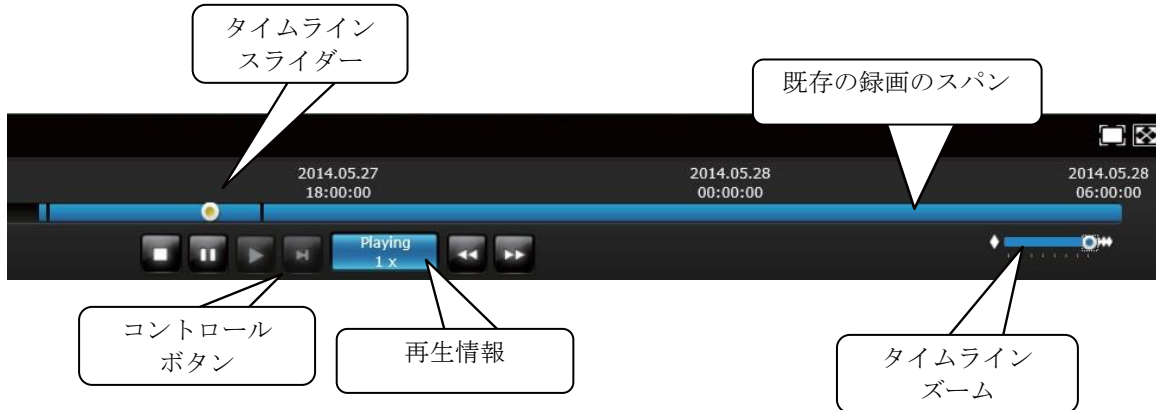 タイムライン
スライダー
既存の録画のスパン
2014.05.27
18:00:00
2014.05.28
00:00:00
2014.05.28
06:00:00
Playing
1 x
コントロール
ボタン
再生情報
タイムライン
ズーム